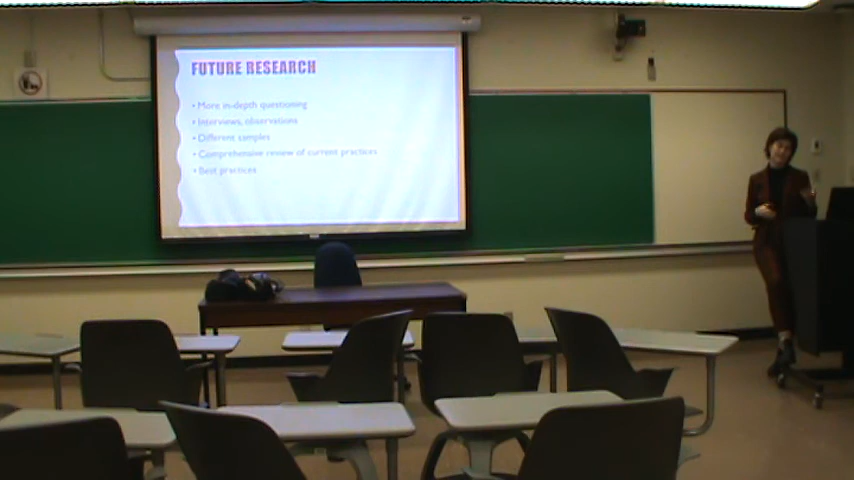 FUTURE RESEARCH
• More in-depth questioning
• Interviews, observations
• Different samples
• Comprehensive review of current practices
• Best practices